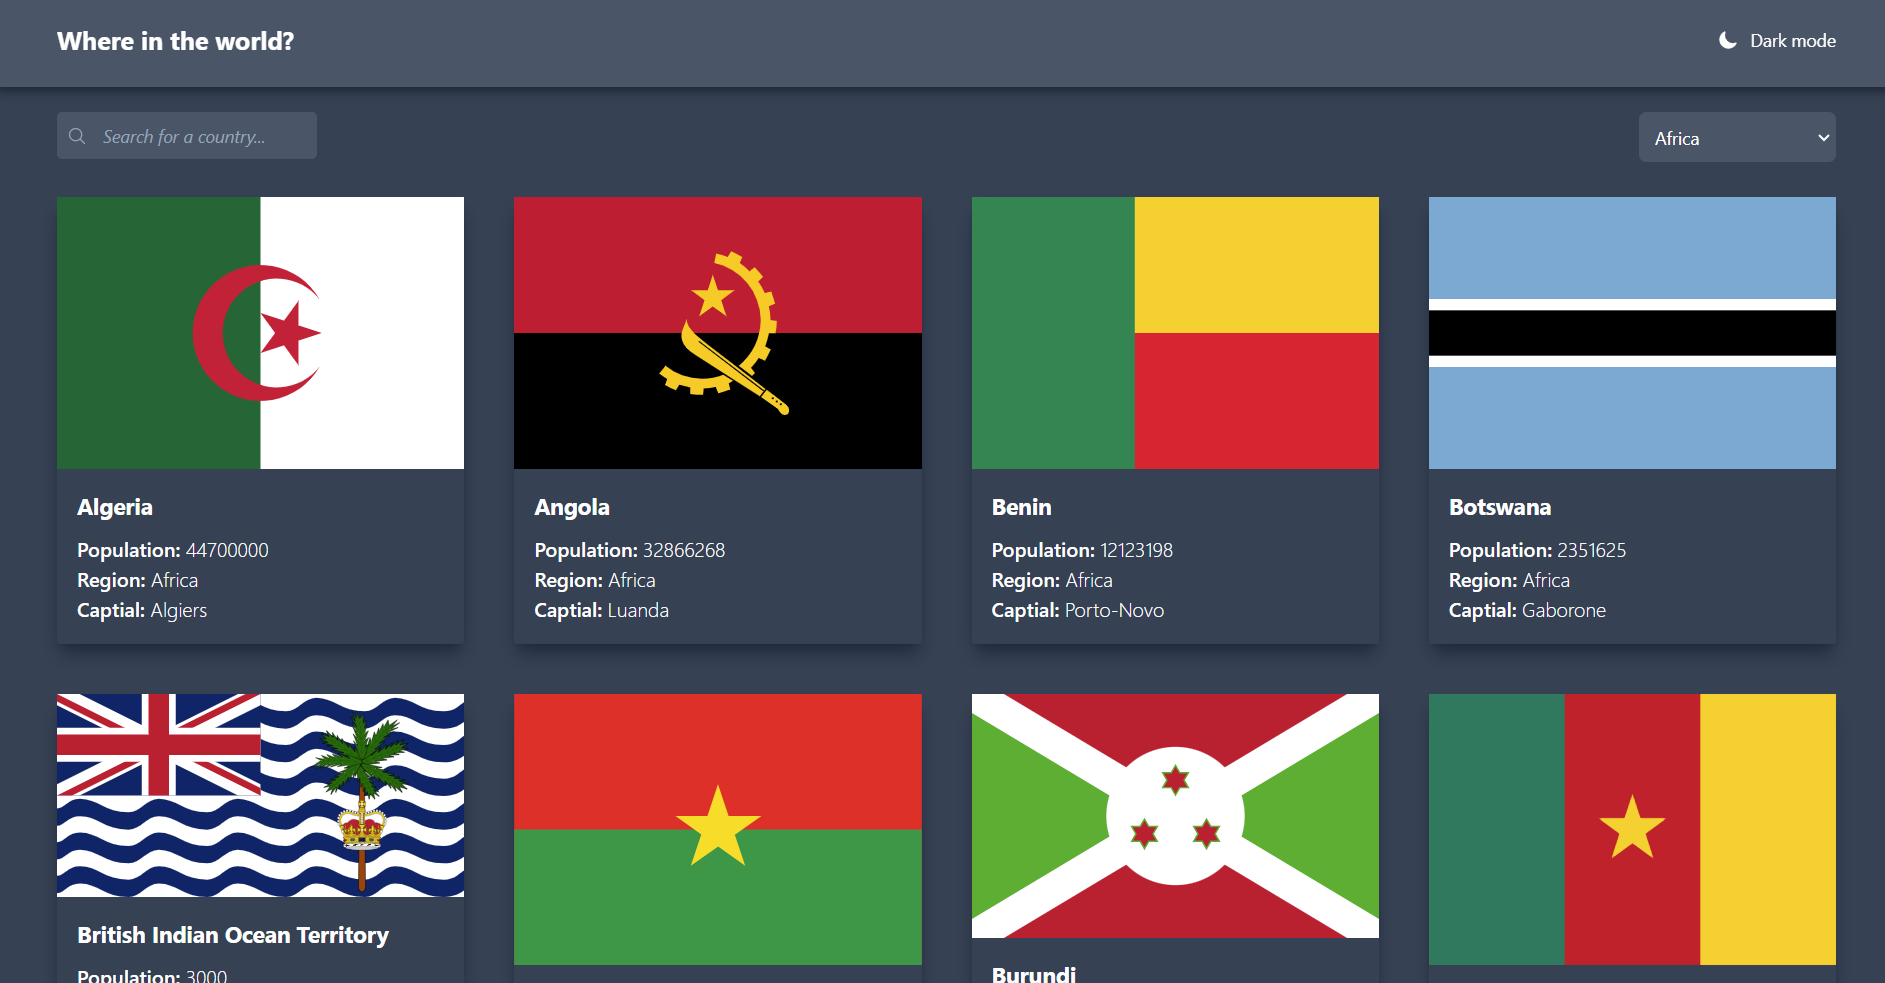 Where in the world?
Dark mode
Search for a country...
Africa
Algeria
Population: 44700000
Region: Africa
Captial: Algiers
Angola
Population: 32866268
Region: Africa
Captial: Luanda
Benin
Population: 12123198
Region: Africa
Captial: Porto-Novo
Botswana
Population: 2351625
Region: Africa
Captial: Gaborone
British Indian Ocean Territory
Population: 3000
Burundi